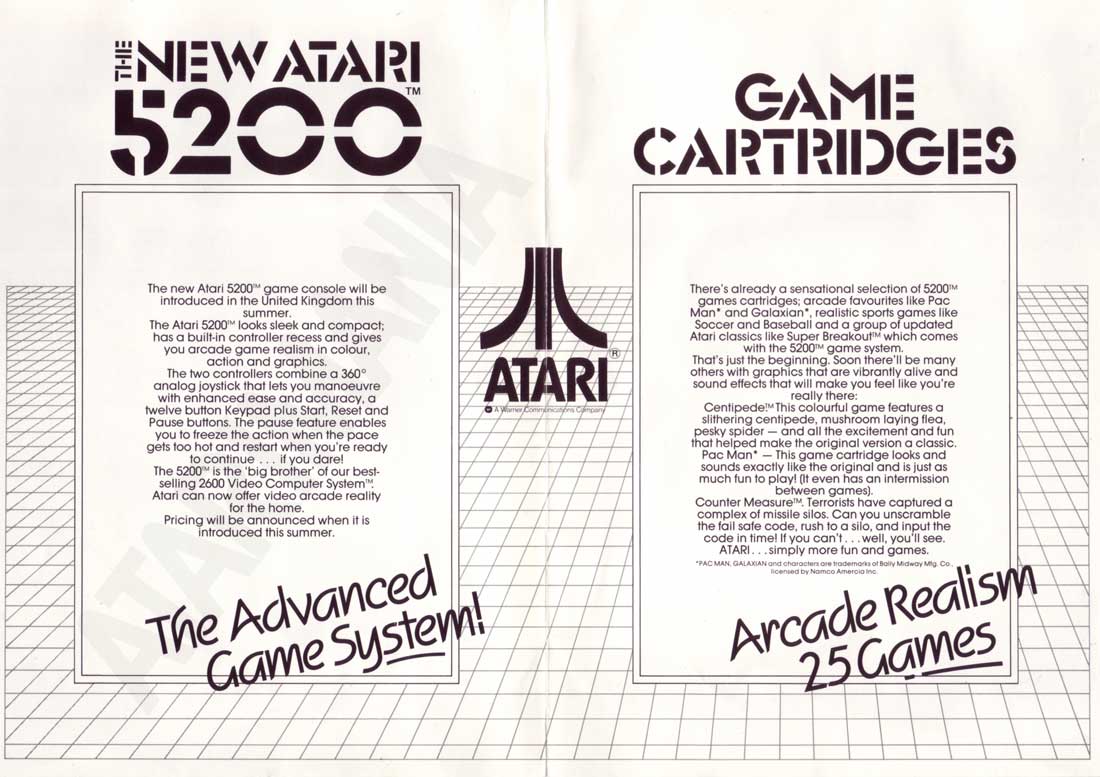 THE NEW ATARI
5200™
The new Atari 5200™ game console will be
introduced in the United Kingdom this
summer.
The Atari 5200™ looks sleek and compact;
has a built-in controller recess and gives
you arcade game realism in colour,
action and graphics.
The two controllers combine a 360°
analog joystick that lets you manoeuvre
with enhanced ease and accuracy, a
twelve button Keypad plus Start, Reset and
Pause buttons. The pause feature enables
you to freeze the action when the pace
gets too hot and restart when you're ready
to continue . . . if you dare!
The 5200™ is the 'big brother' of our best-
selling 2600 Video Computer System™.
Atari can now offer video arcade reality
for the home.
Pricing will be announced when it is
introduced this summer.
The Advanced
Game System!
ATARI®
A Warner Communications Company
GAME
CARTRIDGES
There's already a sensational selection of 5200™
games cartridges; arcade favourites like Pac
Man* and Galaxian*, realistic sports games like
Soccer and Baseball and a group of updated
Atari classics like Super Breakout™ which comes
with the 5200™ game system.
That's just the beginning. Soon there'll be many
others with graphics that are vibrantly alive and
sound effects that will make you feel like you're
really there:
Centipede™. This colourful game features a
slithering centipede, mushroom laying flea,
pesky spider — and all the excitement and fun
that helped make the original version a classic.
Pac Man* — This game cartridge looks and
sounds exactly like the original and is just as
much fun to play! (It even has an intermission
between games).
Counter Measure™. Terrorists have captured a
complex of missile silos. Can you unscramble
the fail safe code, rush to a silo, and input the
code in time! If you can't . . . well, you'll see.
ATARI . . . simply more fun and games.
*PAC MAN, GALAXIAN and characters are trademarks of Bally Midway Mfg. Co.,
licensed by Namco Amercia Inc.
Arcade Realism
25 Games
ATARI MANIA